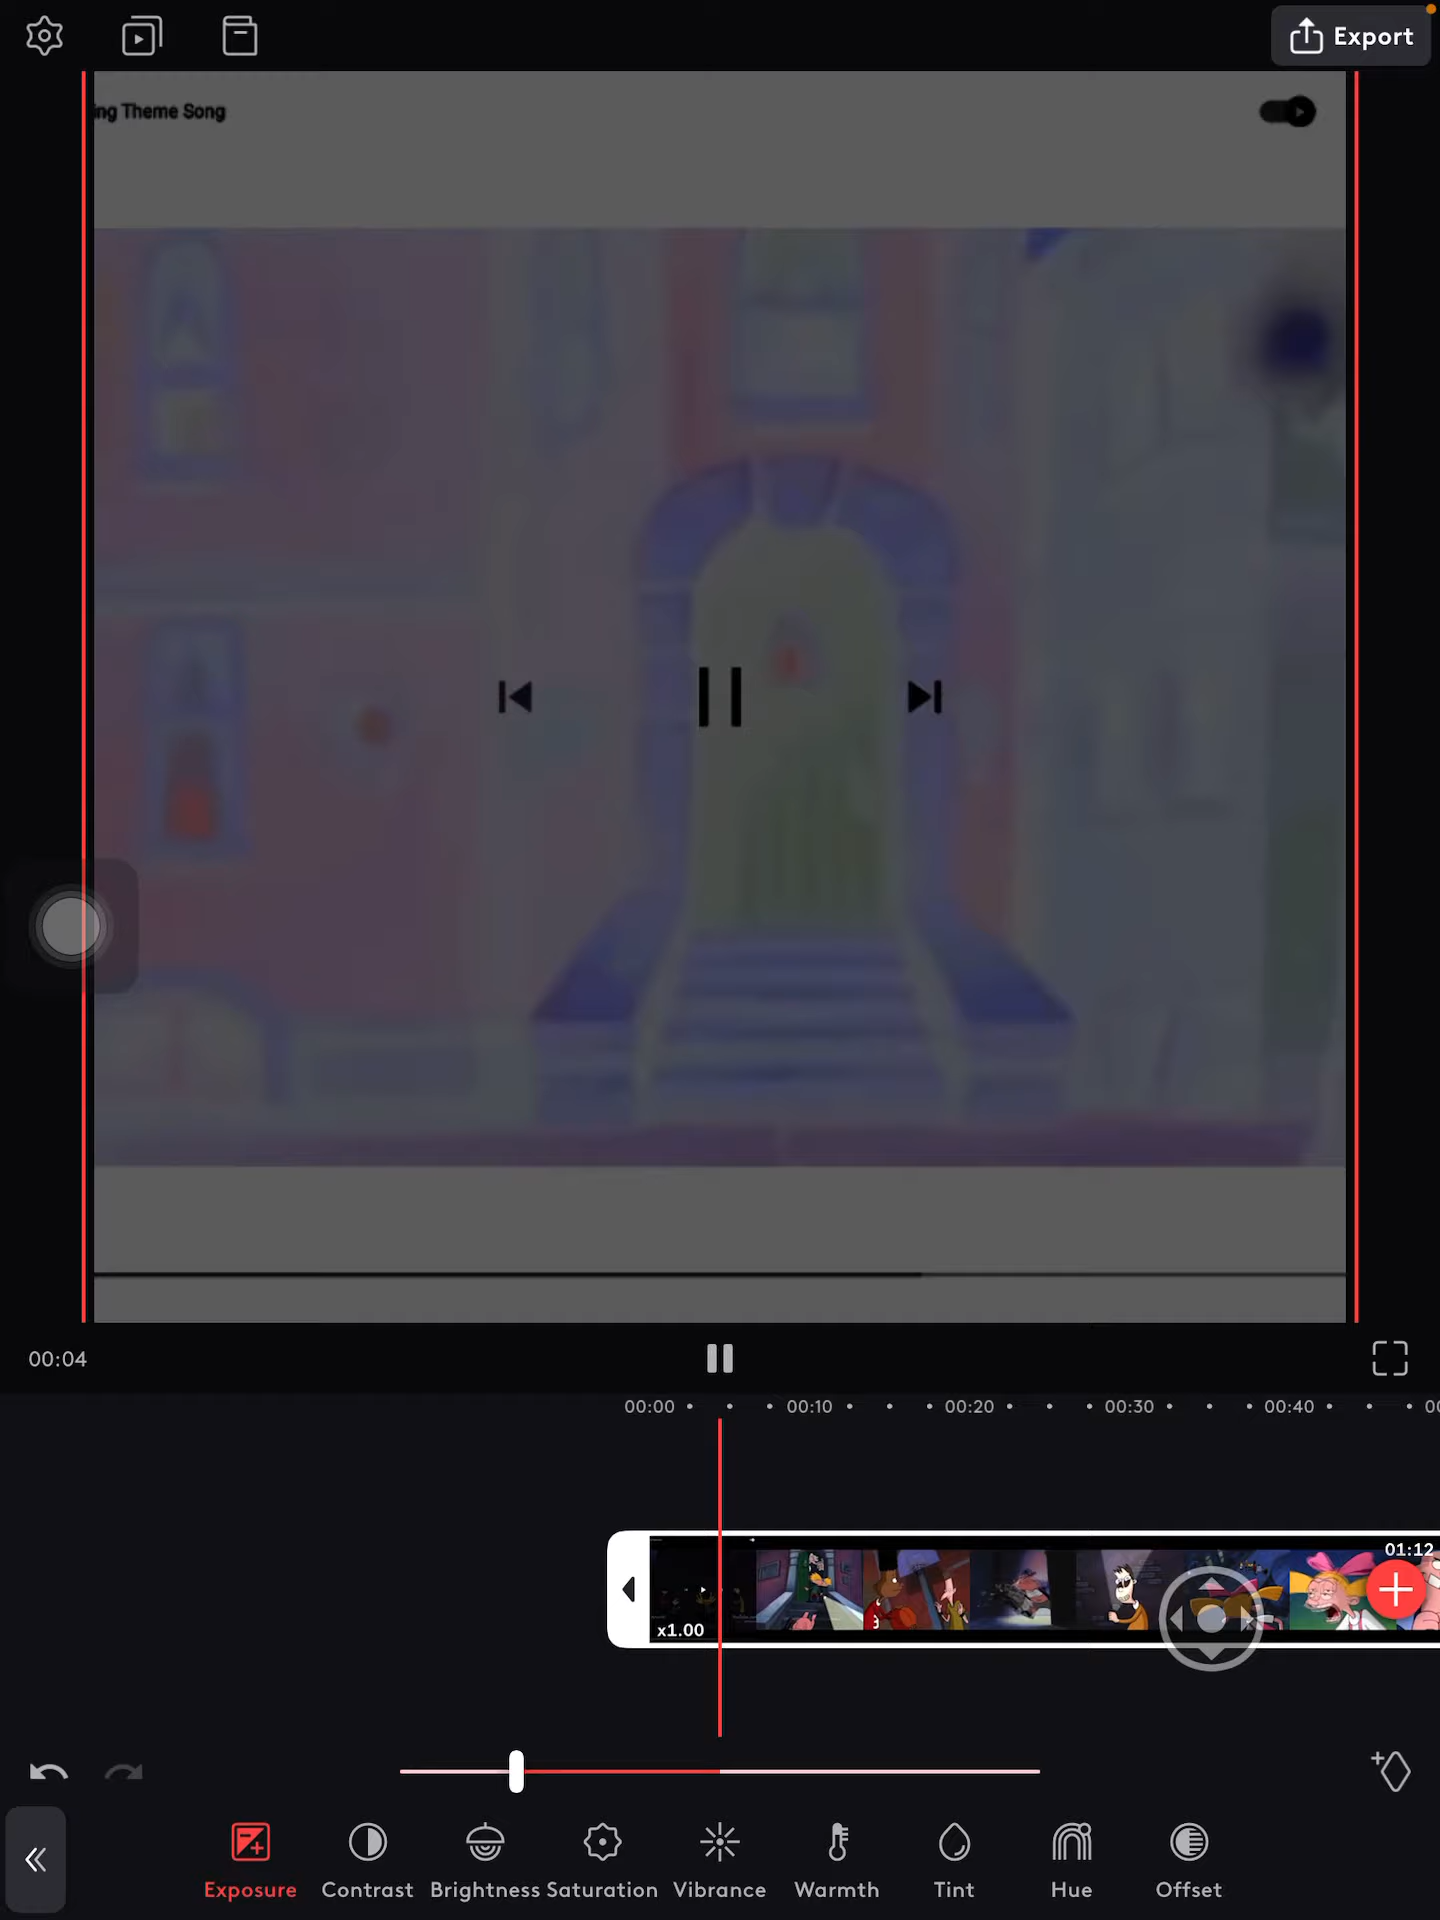 Export
ing Theme Song
00:04
00:00 00:10 00:20 00:30 00:40
01:12
x1.00
Exposure Contrast Brightness Saturation Vibrance Warmth Tint Hue Offset